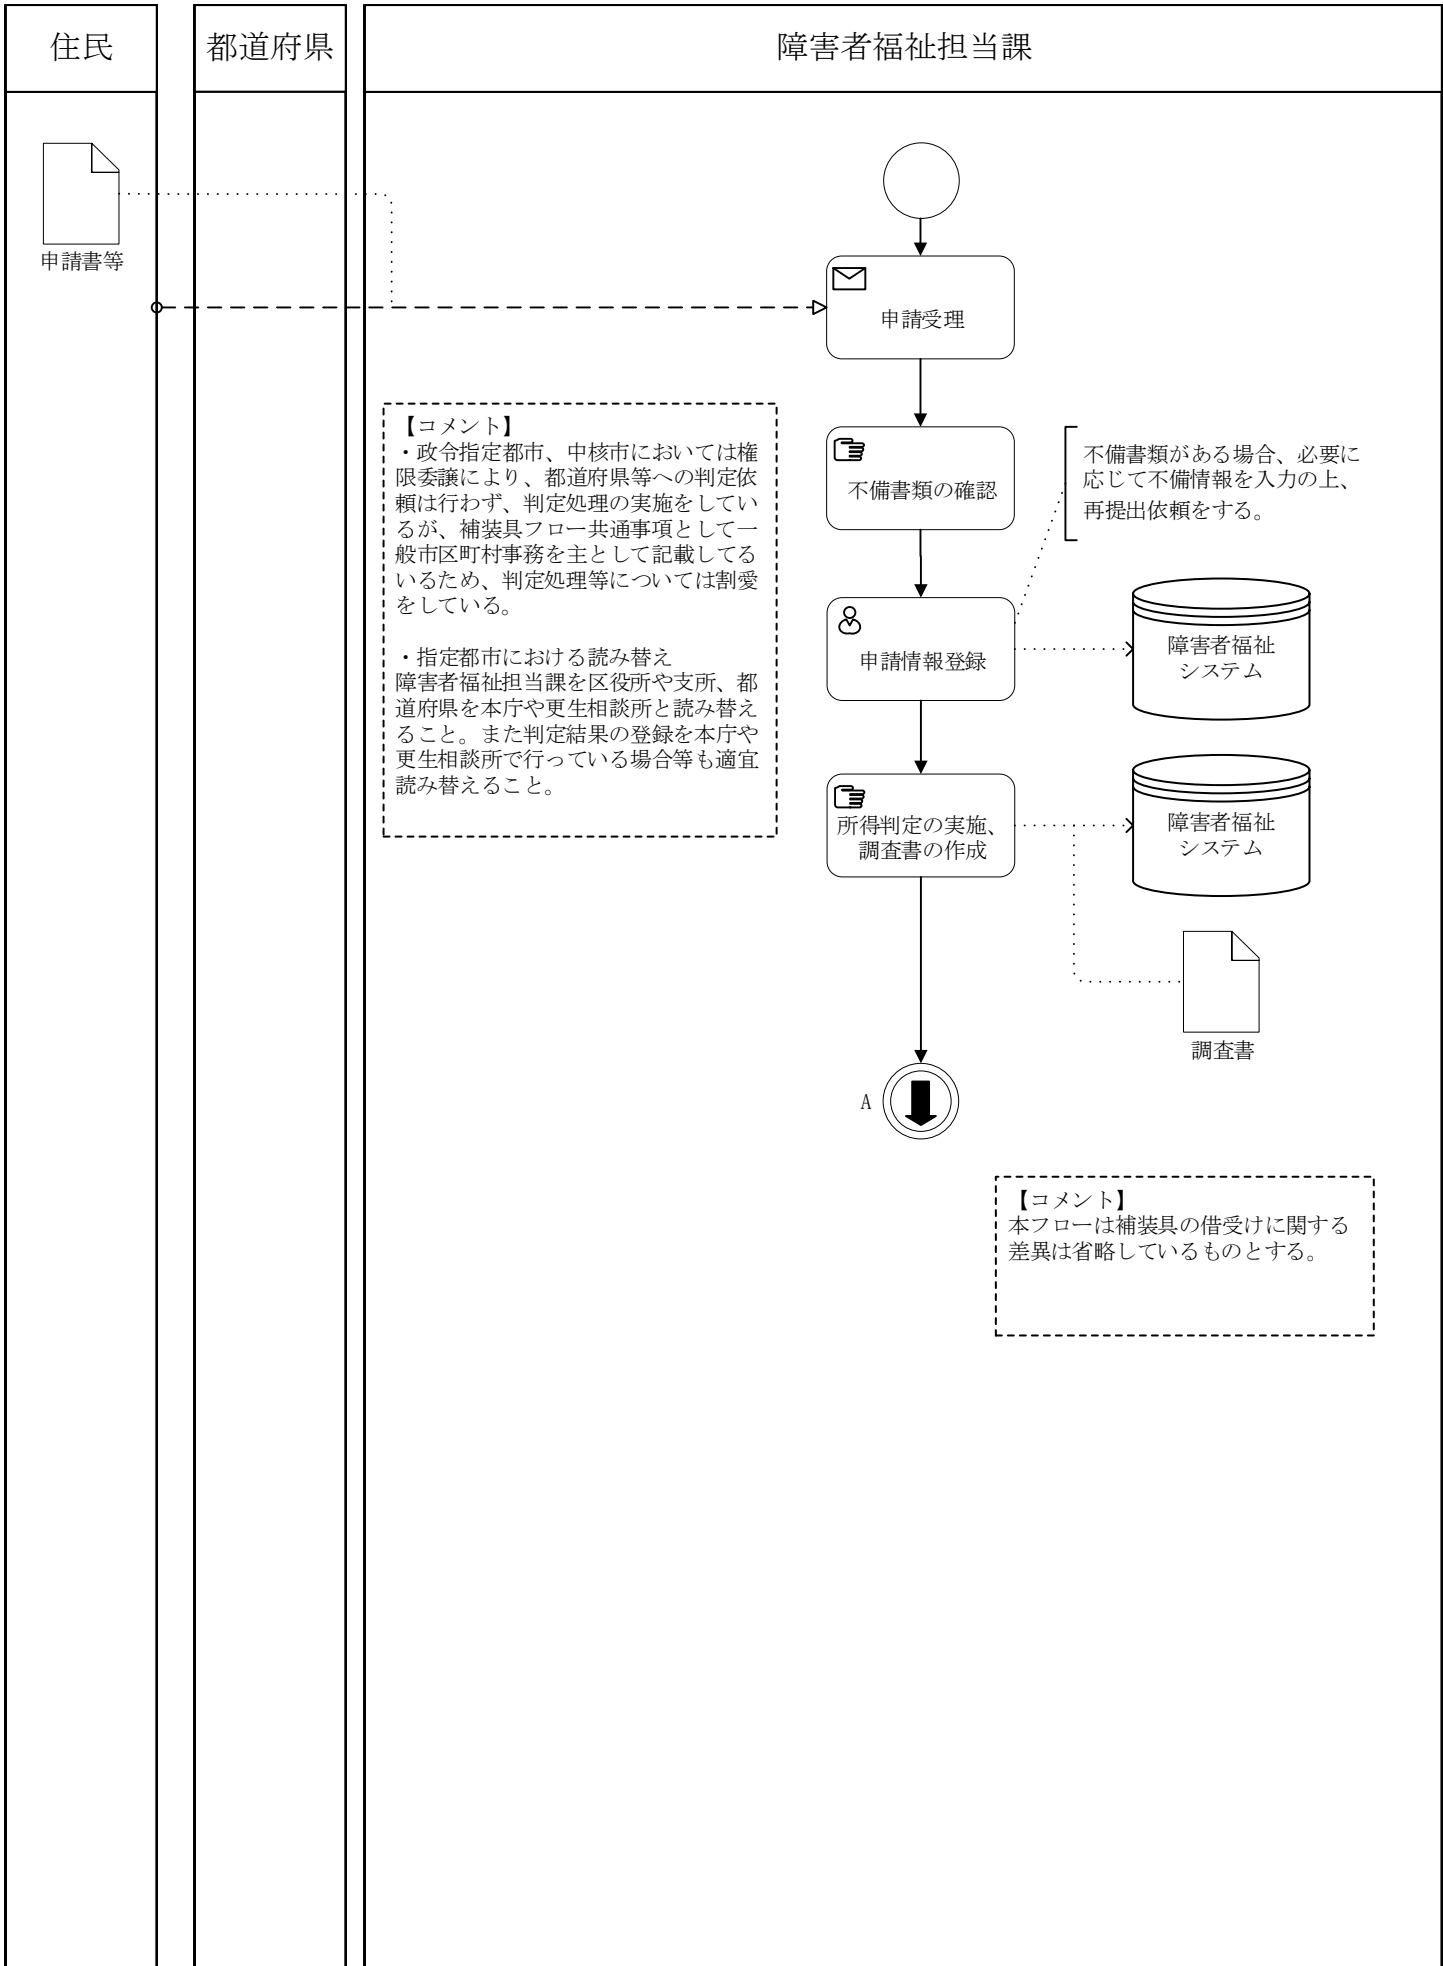 住民
都道府県
障害者福祉担当課
申請書等
申請受理
【コメント】
・政令指定都市、中核市においては権
限委譲により、都道府県等への判定依
頼は行わず、判定処理の実施をしてい
るが、補装具フロー共通事項として一
般市区町村事務を主として記載してる
いるため、判定処理等については割愛
をしている。
・指定都市における読み替え
障害者福祉担当課を区役所や支所、都
道府県を本庁や更生相談所と読み替え
ること。また判定結果の登録を本庁や
更生相談所で行っている場合等も適宜
読み替えること。
不備書類の確認
不備書類がある場合、必要に
応じて不備情報を入力の上、
再提出依頼をする。
申請情報登録
障害者福祉
システム
所得判定の実施、
調査書の作成
障害者福祉
システム
調査書
A
【コメント】
本フローは補装具の借受けに関する
差異は省略しているものとする。